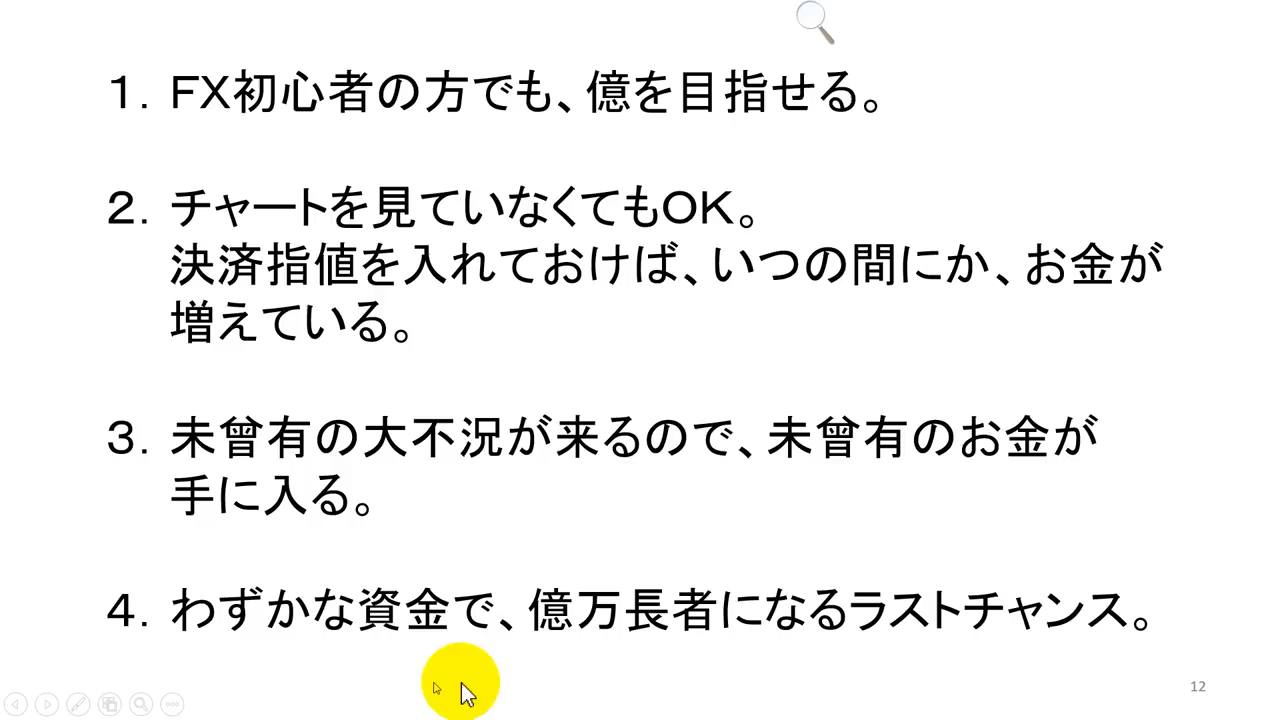 １．FX初心者の方でも、億を目指せる。
２．チャートを見ていなくてもOK。
決済指値を入れておけば、いつの間にか、お金が
増えている。
３．未曾有の大不況が来るので、未曾有のお金が
手に入る。
４．わずかな資金で、億万長者になるラストチャンス。
12